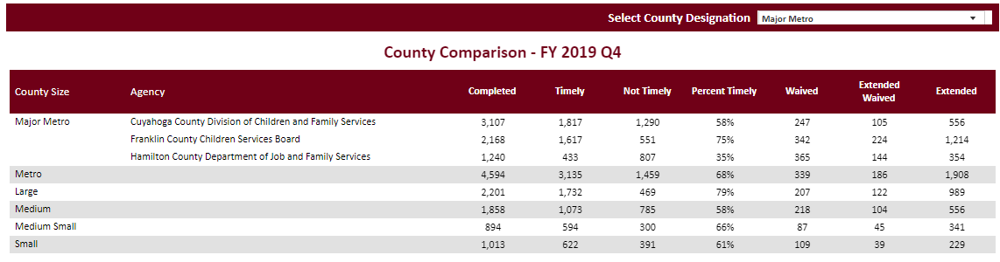 Select County Designation Major Metro
County Comparison - FY 2019 Q4
County Size Agency Completed Timely Not Timely Percent Timely Waived Extended Waived Extended
Major Metro Cuyahoga County Division of Children and Family Services 3,107 1,817 1,290 58% 247 105 556
Franklin County Children Services Board 2,168 1,617 551 75% 342 224 1,214
Hamilton County Department of Job and Family Services 1,240 433 807 35% 365 144 354
Metro 4,594 3,135 1,459 68% 339 186 1,908
Large 2,201 1,732 469 79% 207 122 989
Medium 1,858 1,073 785 58% 218 104 556
Medium Small 894 594 300 66% 87 45 341
Small 1,013 622 391 61% 109 39 229